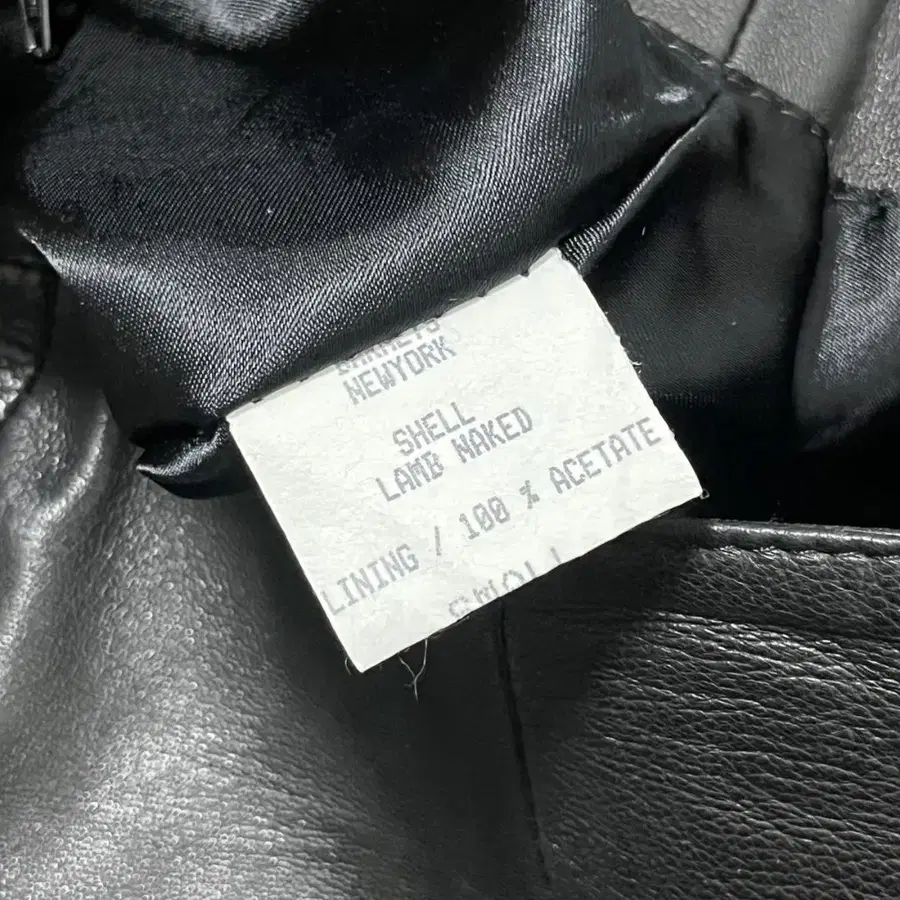 NEWYORK
SHELL
LAMB NAKED
LINING / 100 % ACETATE